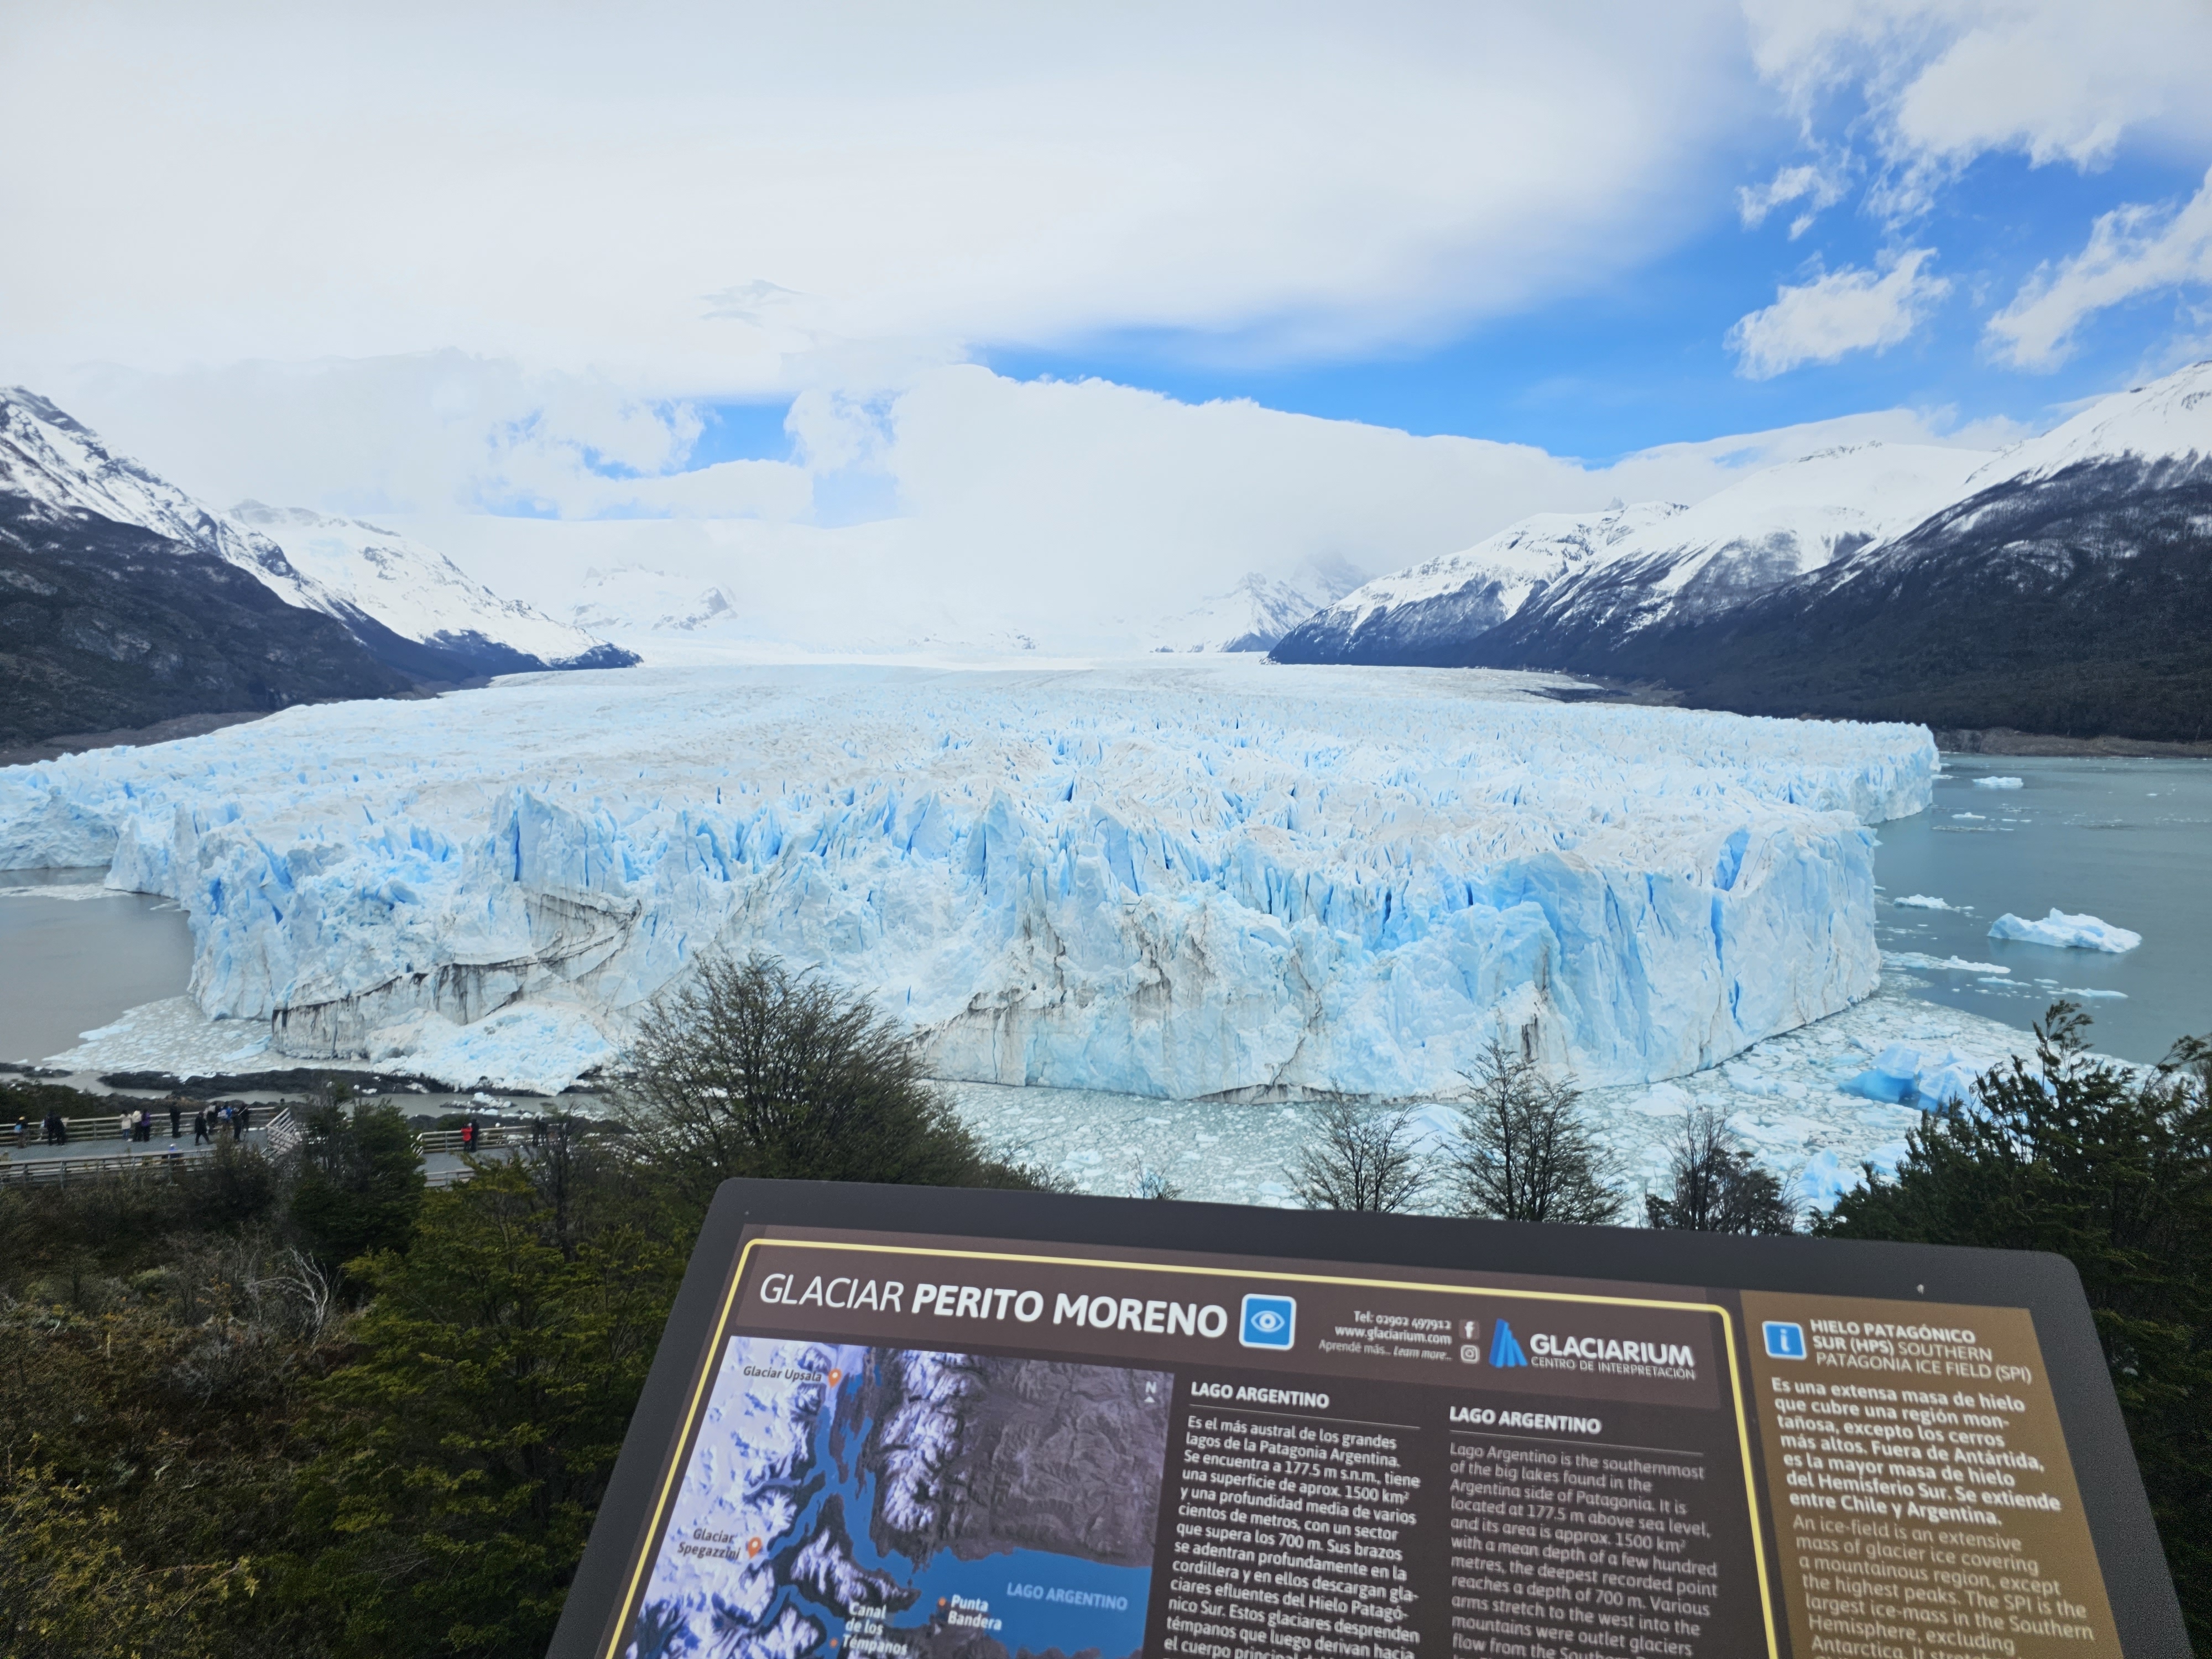 GLACIAR PERITO MORENO
Tel: 02902 497912
www.glaciarium.com
Aprendé más.. Learn more..
GLACIARIUM
CENTRO DE INTERPRETACIÓN
Glaciar Upsala
N
Glaciar
Spegazzini
LAGO ARGENTINO
Punta
Bandera
Canal
de los
Témpanos
LAGO ARGENTINO
Es el más austral de los grandes
lagos de la Patagonia Argentina.
Se encuentra a 177.5 m s.n.m., tiene
una superficie de aprox. 1500 km²
y una profundidad media de varios
cientos de metros, con un sector
que supera los 700 m. Sus brazos
se adentran profundamente en la
cordillera y en ellos descargan gla-
ciares efluentes del Hielo Patagó-
nico Sur. Estos glaciares desprenden
témpanos que luego derivan hacia
el cuerpo principal
LAGO ARGENTINO
Lago Argentino is the southernmost
of the big lakes found in the
Argentina side of Patagonia. It is
located at 177.5 m above sea level,
and its area is approx. 1500 km²
with a mean depth of a few hundred
metres, the deepest recorded point
reaches a depth of 700 m. Various
arms stretch to the west into the
mountains were outlet glaciers
flow from the Southern
i
HIELO PATAGÓNICO
SUR (HPS) SOUTHERN
PATAGONIA ICE FIELD (SPI)
Es una extensa masa de hielo
que cubre una región mon-
tañosa, excepto los cerros
más altos. Fuera de Antártida,
es la mayor masa de hielo
del Hemisferio Sur. Se extiende
entre Chile y Argentina.
An ice-field is an extensive
mass of glacier ice covering
a mountainous region, except
the highest peaks. The SPI is the
largest ice-mass in the Southern
Hemisphere, excluding
Antarctica. It